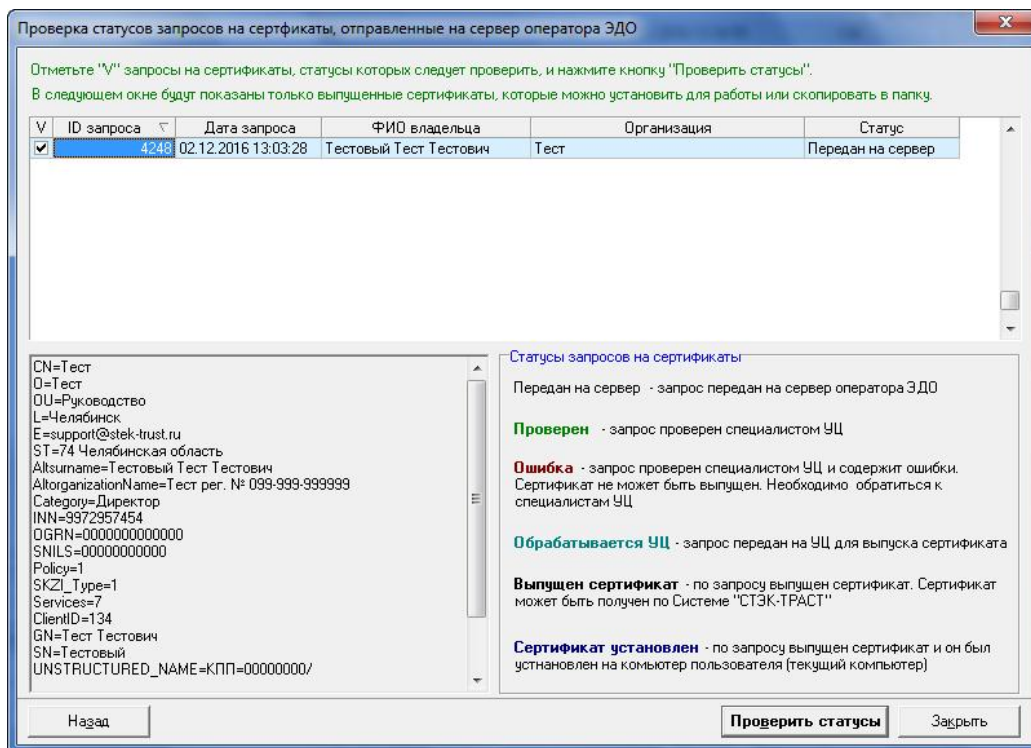 Проверка статусов запросов на сертфикаты, отправленные на сервер оператора ЭДО
Отметьте "V" запросы на сертификаты, статусы которых следует проверить, и нажмите кнопку "Проверить статусы".
В следующем окне будут показаны только выпущенные сертификаты, которые можно установить для работы или скопировать в папку.
V ID запроса Дата запроса ФИО владельца Организация Статус
4248 02.12.2016 13:03:28 Тестовый Тест Тестович Тест Передан на сервер
CN=Тест
O=Тест
OU=Руководство
L=Челябинск
E=support@stek-trust.ru
ST=74 Челябинская область
Altsurname=Тестовый Тест Тестович
AltorganizationName=Тест рег. № 099-999-999999
Category=Директор
INN=9972957454
OGRN=0000000000000
SNILS=00000000000
Policy=1
SKZI_Type=1
Services=7
ClientID=134
GN=Тест Тестович
SN=Тестовый
UNSTRUCTURED_NAME=КПП=00000000/
Статусы запросов на сертификаты
Передан на сервер - запрос передан на сервер оператора ЭДО
Проверен - запрос проверен специалистом УЦ
Ошибка - запрос проверен специалистом УЦ и содержит ошибки.
Сертификат не может быть выпущен. Необходимо обратиться к
специалистам УЦ
Обрабатывается УЦ - запрос передан на УЦ для выпуска сертификата
Выпущен сертификат - по запросу выпущен сертификат. Сертификат
может быть получен по Системе "СТЭК-ТРАСТ"
Сертификат установлен - по запросу выпущен сертификат и он был
устнановлен на комьютер пользователя (текущий компьютер)
Назад Проверить статусы Закрыть